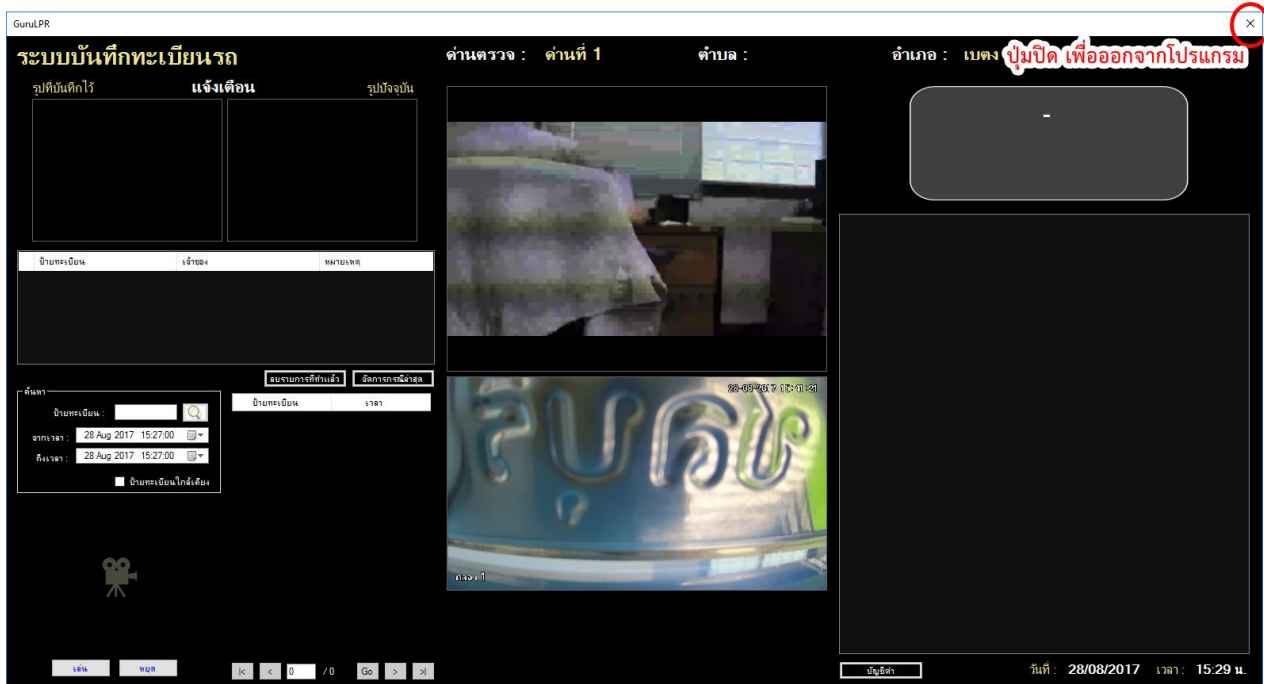 GuruLPR
ระบบบันทึกทะเบียนรถ
ด่านตรวจ : ด่านที่ 1 ตำบล : อำเภอ : เบตง
ปุ่มปิด เพื่อออกจากโปรแกรม
รูปที่บันทึกไว้ แจ้งเตือน รูปปัจจุบัน
-
ป้ายทะเบียน เจ้าของ หมายเหตุ
ลบรายการที่ทำแล้ว จัดการกรณีล่าสุด
ค้นหา
ป้ายทะเบียน :
จากเวลา : 28 Aug 2017 15:27:00
ถึงเวลา : 28 Aug 2017 15:27:00
ป้ายทะเบียนใกล้เคียง
ป้ายทะเบียน เวลา
28-08-2017 15:41:21
กล้อง 1
เล่น หยุด
|< < 0 / 0 Go > >|
บัญชีดำ
วันที่ : 28/08/2017 เวลา : 15:29 น.